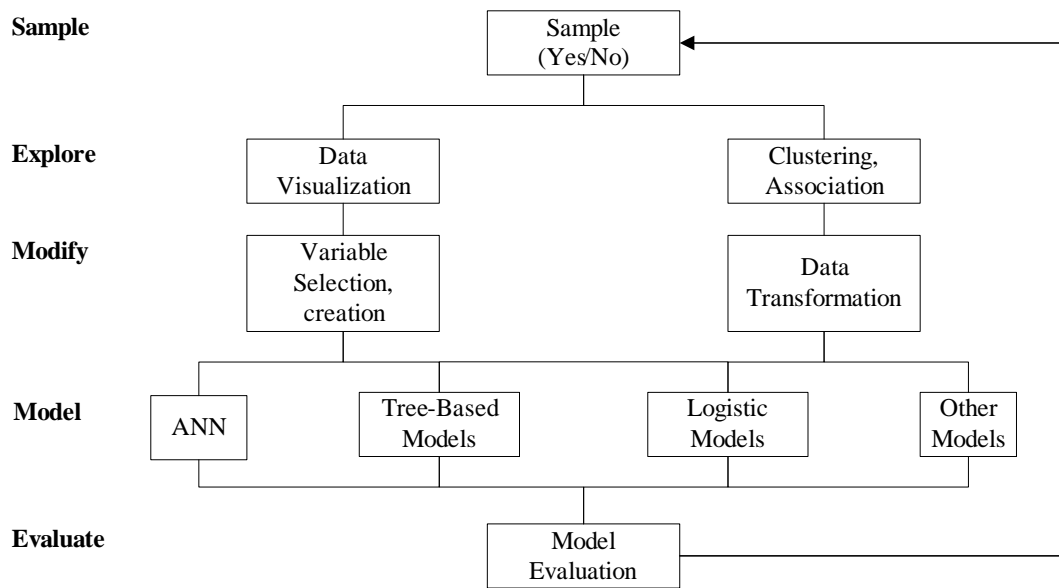 Sample
Sample
(Yes/No)
Explore
Data
Visualization
Clustering,
Association
Modify
Variable
Selection,
creation
Data
Transformation
Model
ANN
Tree-Based
Models
Logistic
Models
Other
Models
Evaluate
Model
Evaluation